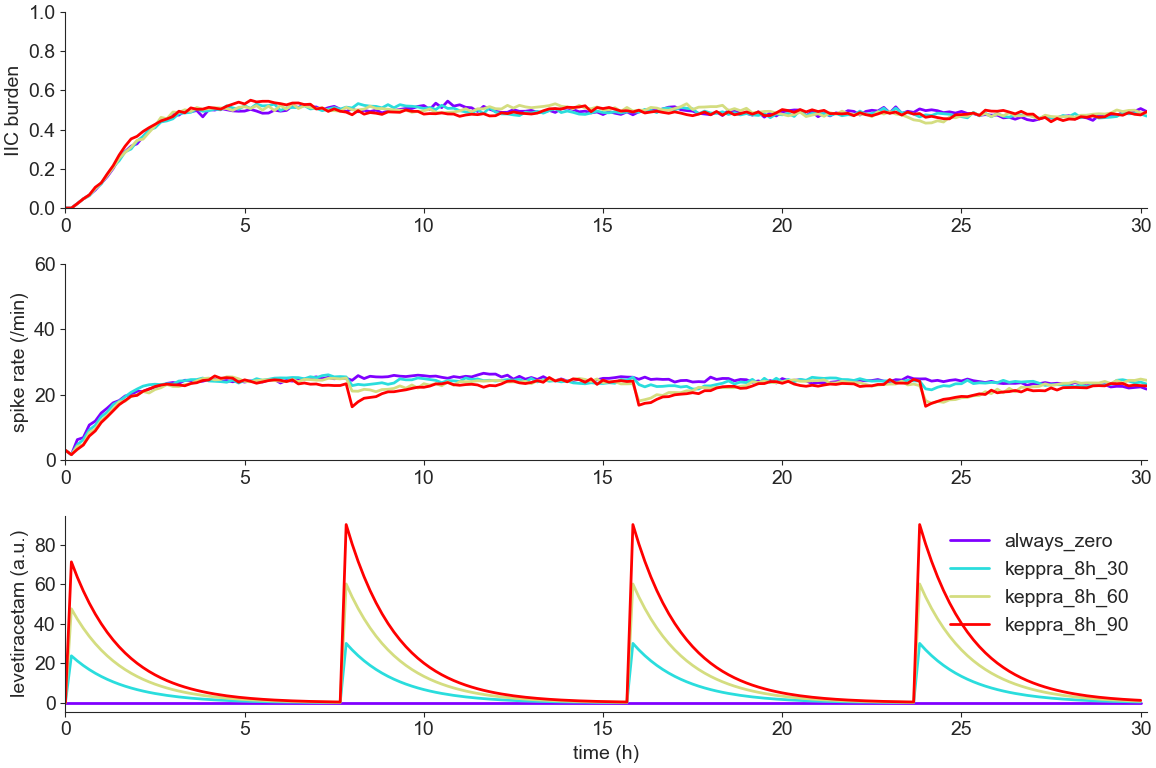 1.0
0.8
0.6
0.4
0.2
0.0
IIC burden
0 5 10 15 20 25 30
60
40
20
0
spike rate (/min)
0 5 10 15 20 25 30
80
60
40
20
0
levetiracetam (a.u.)
always_zero
keppra_8h_30
keppra_8h_60
keppra_8h_90
0 5 10 15 20 25 30
time (h)